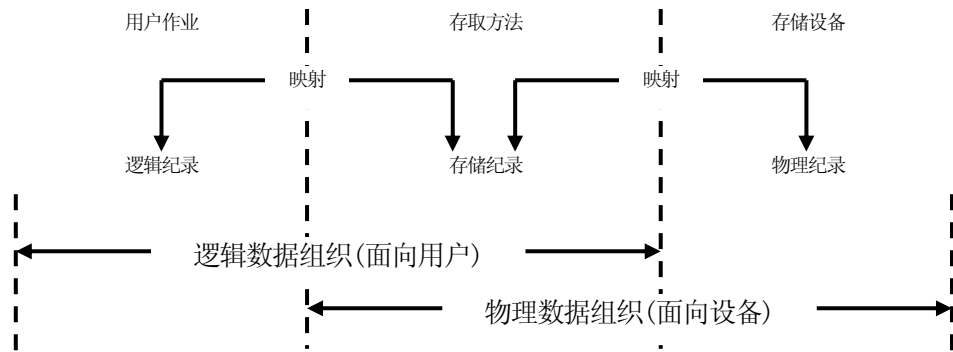 用户作业
存取方法
存储设备
映射
映射
逻辑纪录
存储纪录
物理纪录
逻辑数据组织(面向用户)
物理数据组织(面向设备)